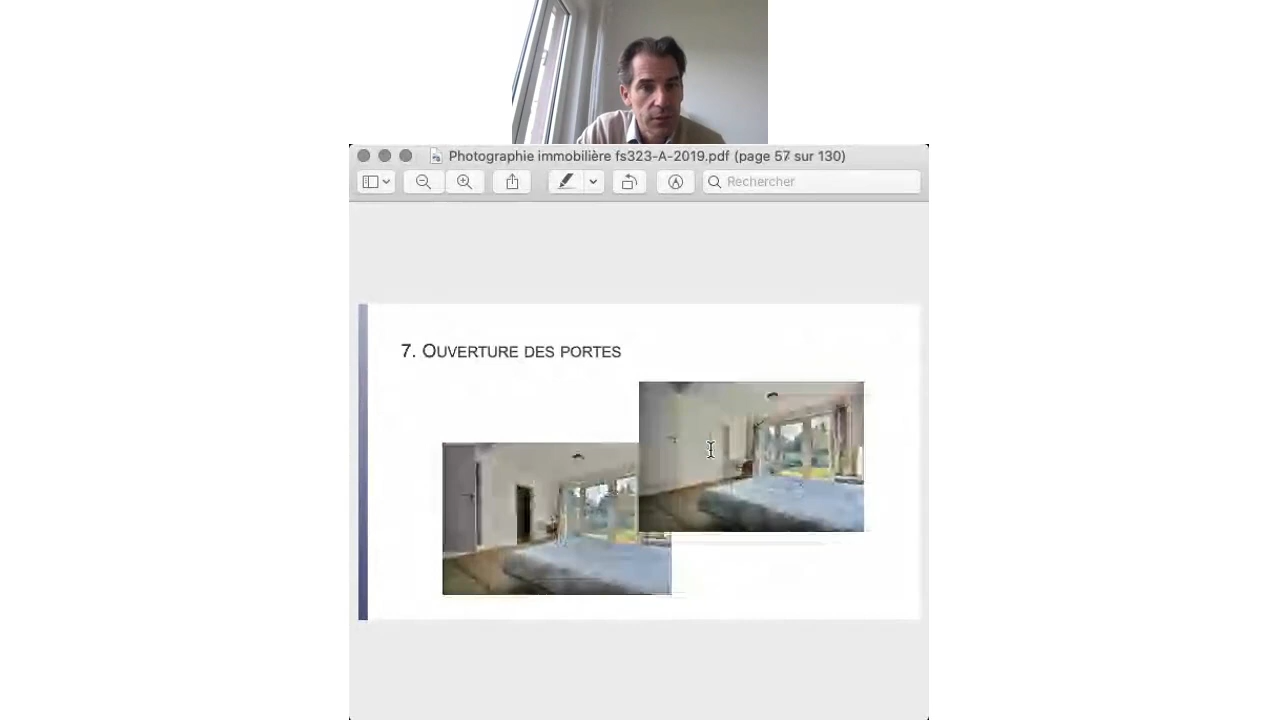 Photographie immobilière fs323-A-2019.pdf (page 57 sur 130)
Rechercher
7. OUVERTURE DES PORTES